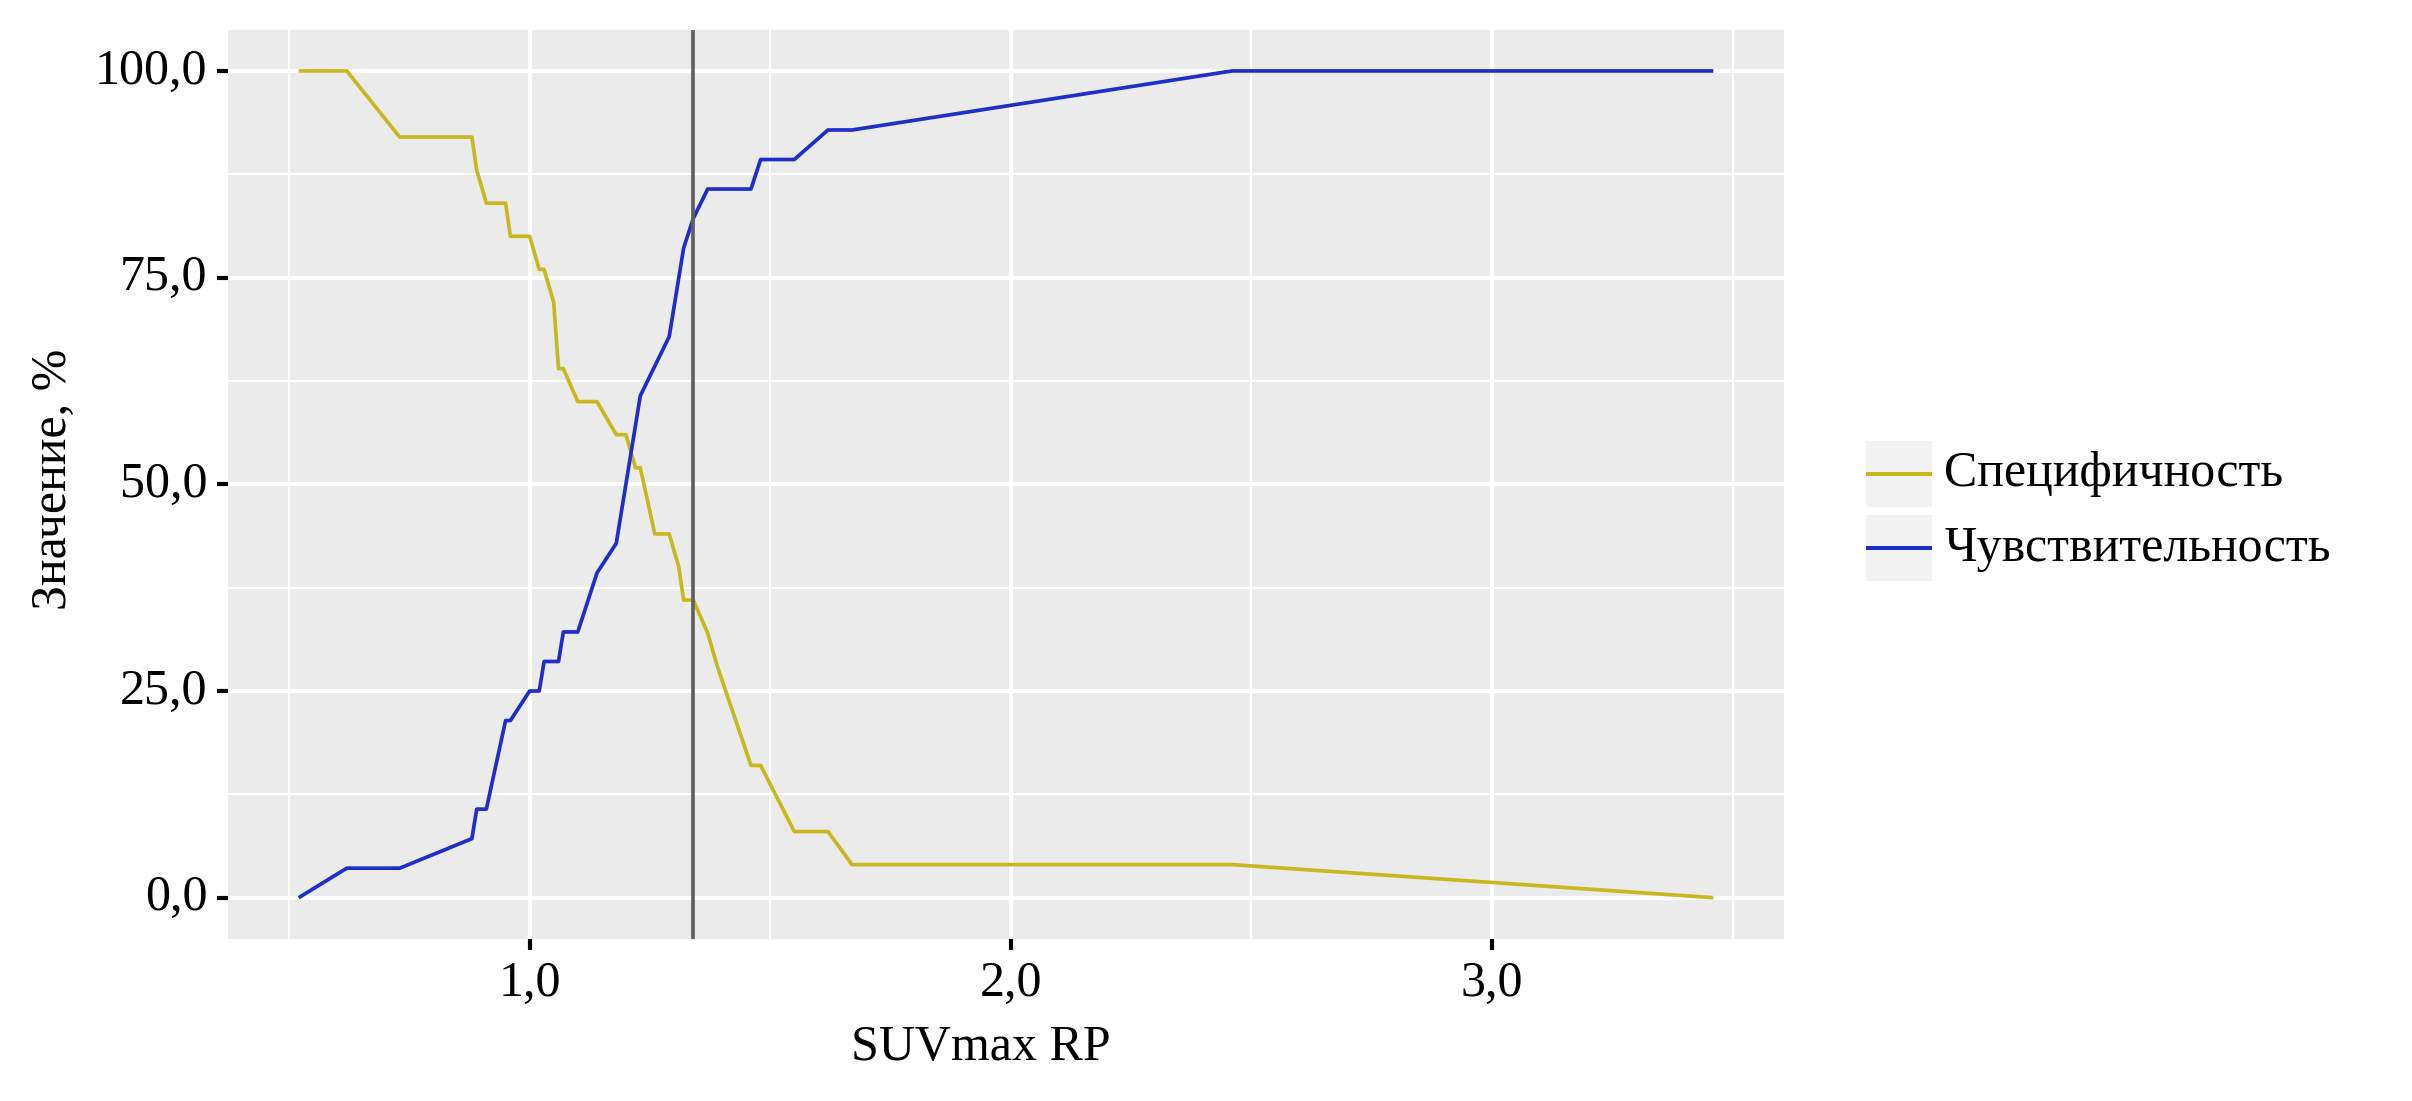 Значение, %
100,0
75,0
50,0
25,0
0,0
1,0
2,0
3,0
SUVmax RP
Специфичность
Чувствительность